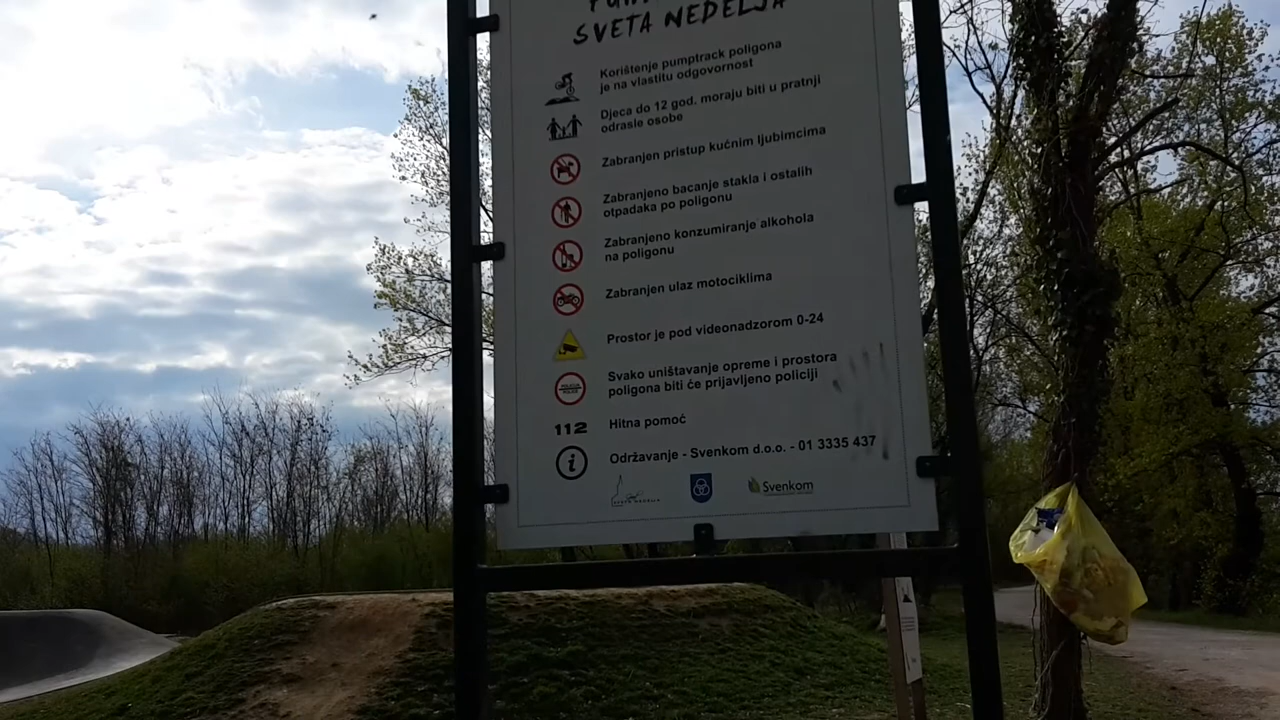 SVETA NEDELJA
Korištenje pumptrack poligona
je na vlastitu odgovornost
Djeca do 12 god. moraju biti u pratnji
odrasle osobe
Zabranjen pristup kućnim ljubimcima
Zabranjeno bacanje stakla i ostalih
otpadaka po poligonu
Zabranjeno konzumiranje alkohola
na poligonu
Zabranjen ulaz motociklima
Prostor je pod videonadzorom 0-24
Svako uništavanje opreme i prostora
poligona biti će prijavljeno policiji
112 Hitna pomoć
Održavanje - Svenkom d.o.o. - 01 3335 437
Svenkom